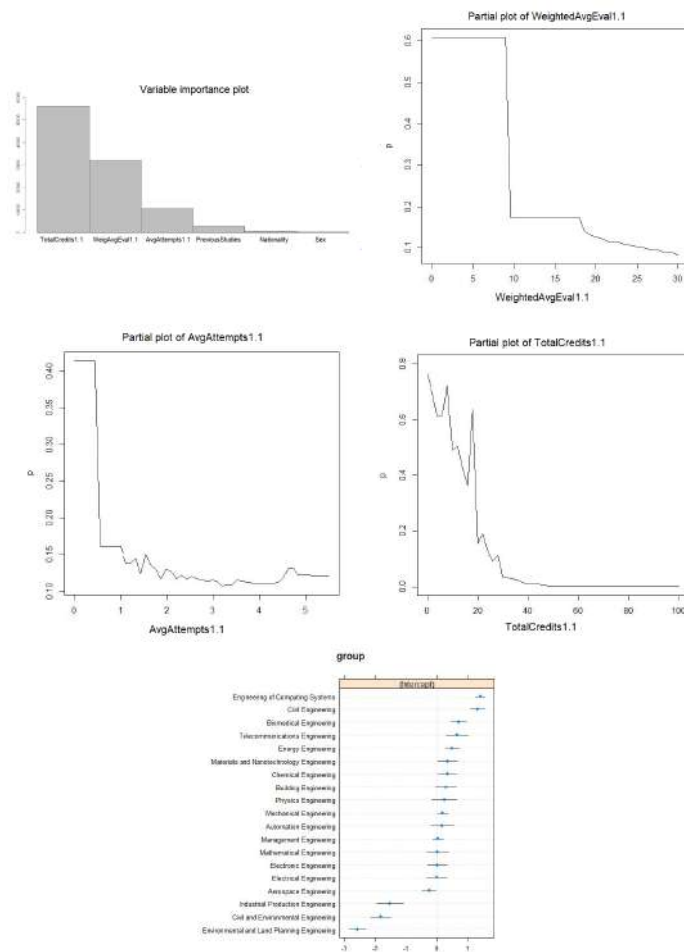 Variable importance plot
TotalCredits1.1 WeigAvgEval1.1 AvgAttempts1.1 PreviousStudies Nationality Sex
Partial plot of WeightedAvgEval1.1
p
0.6
0.5
0.4
0.3
0.2
0.1
0 5 10 15 20 25 30
WeightedAvgEval1.1
Partial plot of AvgAttempts1.1
p
0.40
0.35
0.30
0.25
0.20
0.15
0.10
0 1 2 3 4 5
AvgAttempts1.1
Partial plot of TotalCredits1.1
p
0.8
0.6
0.4
0.2
0.0
0 20 40 60 80 100
TotalCredits1.1
group
(Intercept)
Engineering of Computing Systems
Civil Engineering
Biomedical Engineering
Telecommunications Engineering
Energy Engineering
Materials and Nanotechnology Engineering
Chemical Engineering
Building Engineering
Physics Engineering
Mechanical Engineering
Automation Engineering
Management Engineering
Mathematical Engineering
Electronic Engineering
Electrical Engineering
Aerospace Engineering
Industrial Production Engineering
Civil and Environmental Engineering
Environmental and Land Planning Engineering
-3 -2 -1 0 1